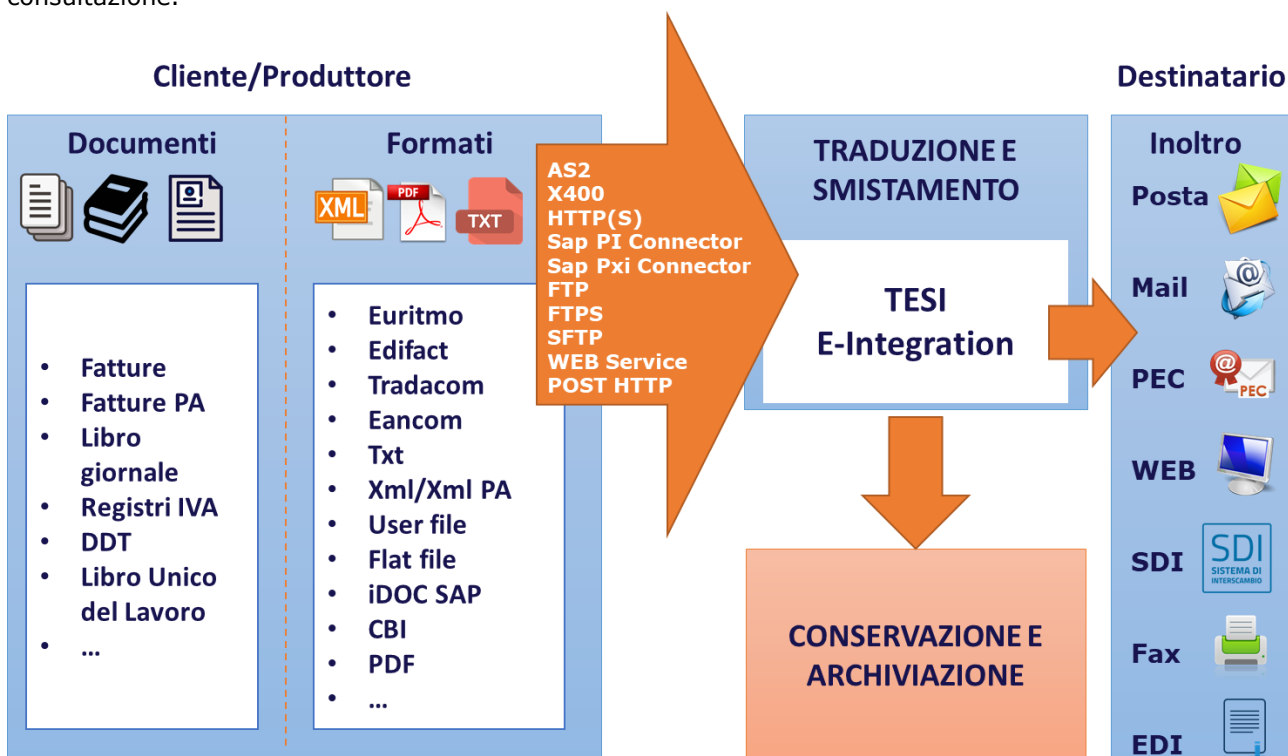 consultazione.
Cliente/Produttore
Documenti
Fatture
Fatture PA
Libro
giornale
Registri IVA
DDT
Libro Unico
del Lavoro
...
Formati
XML
PDF
TXT
Euritmo
Edifact
Tradacom
Eancom
Txt
Xml/Xml PA
User file
Flat file
iDOC SAP
CBI
PDF
...
AS2
X400
HTTP(S)
Sap PI Connector
Sap Pxi Connector
FTP
FTPS
SFTP
WEB Service
POST HTTP
TRADUZIONE E
SMISTAMENTO
TESI
E-Integration
CONSERVAZIONE E
ARCHIVIAZIONE
Destinatario
Inoltro
Posta
Mail
@
PEC
@
PEC
WEB
SDI
SDI
SISTEMA DI
INTERSCAMBIO
Fax
EDI